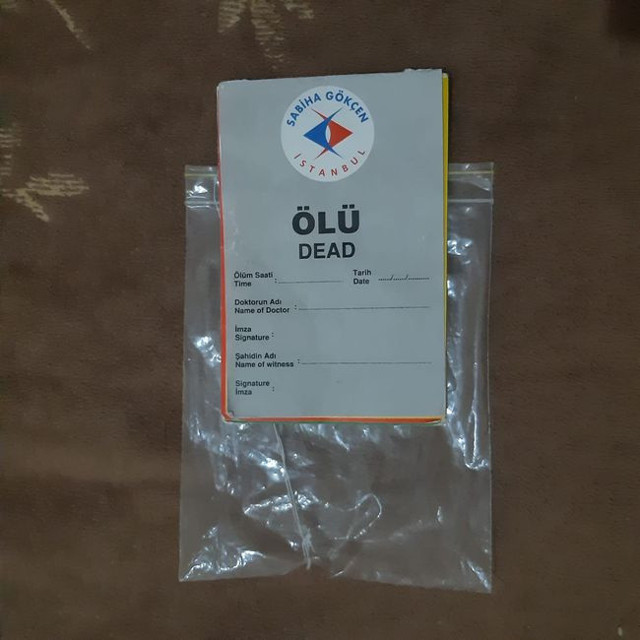 SABİHA GÖKÇEN
İSTANBUL
ÖLÜ
DEAD
Ölüm Saati : Tarih
Time Date ...../...../..........
Doktorun Adı :
Name of Doctor
İmza :
Signature
Şahidin Adı :
Name of witness
Signature :
İmza